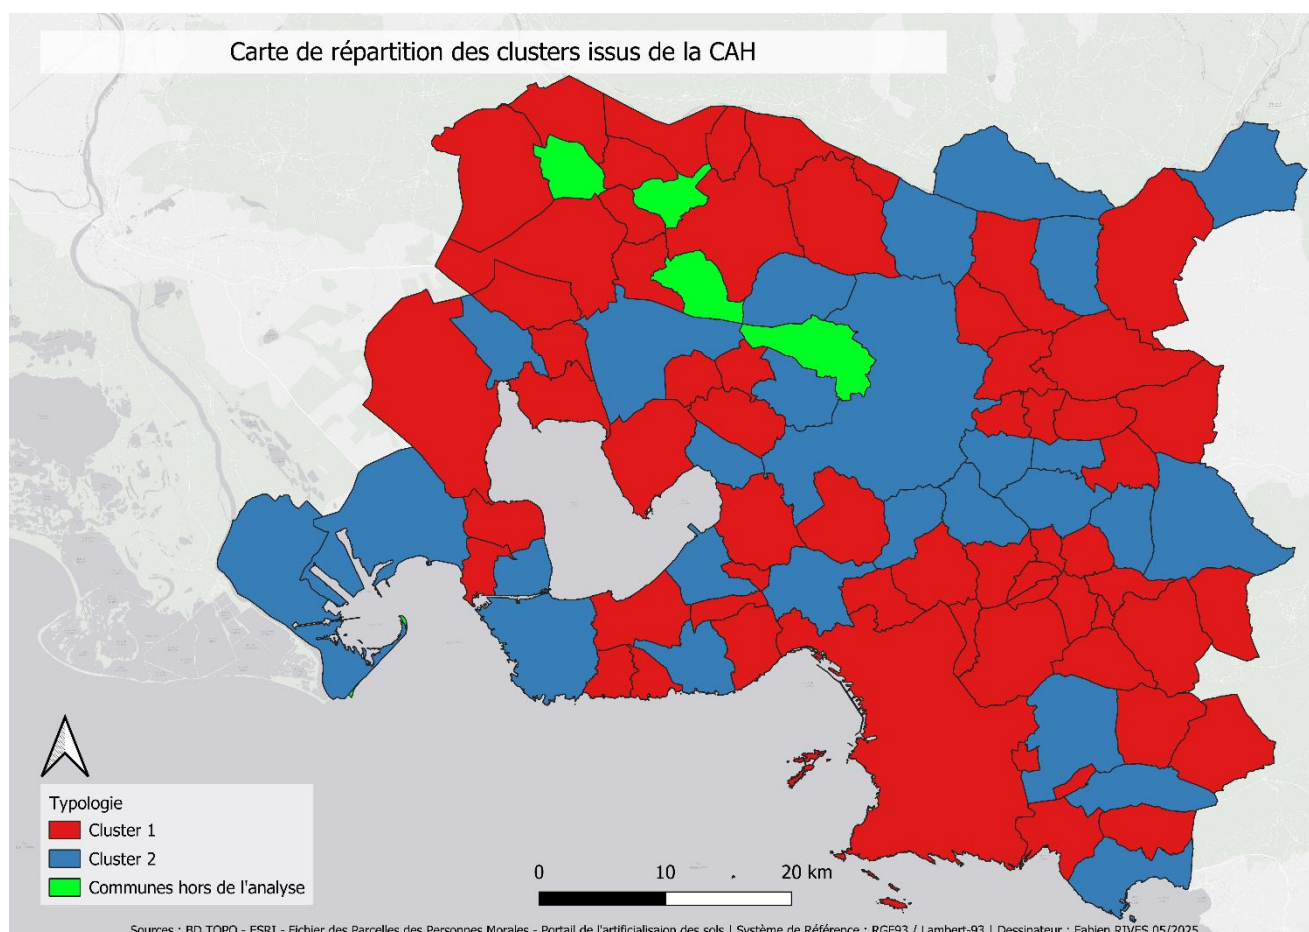 Carte de répartition des clusters issus de la CAH
Typologie
Cluster 1
Cluster 2
Communes hors de l'analyse
0 10 20 km
Sources : BD TOPO - ESRI - Fichier des Parcelles des Personnes Morales - Portail de l'artificialisaion des sols | Système de Référence : RGF93 / Lambert-93 | Dessinateur : Fabien RIVES 05/2025